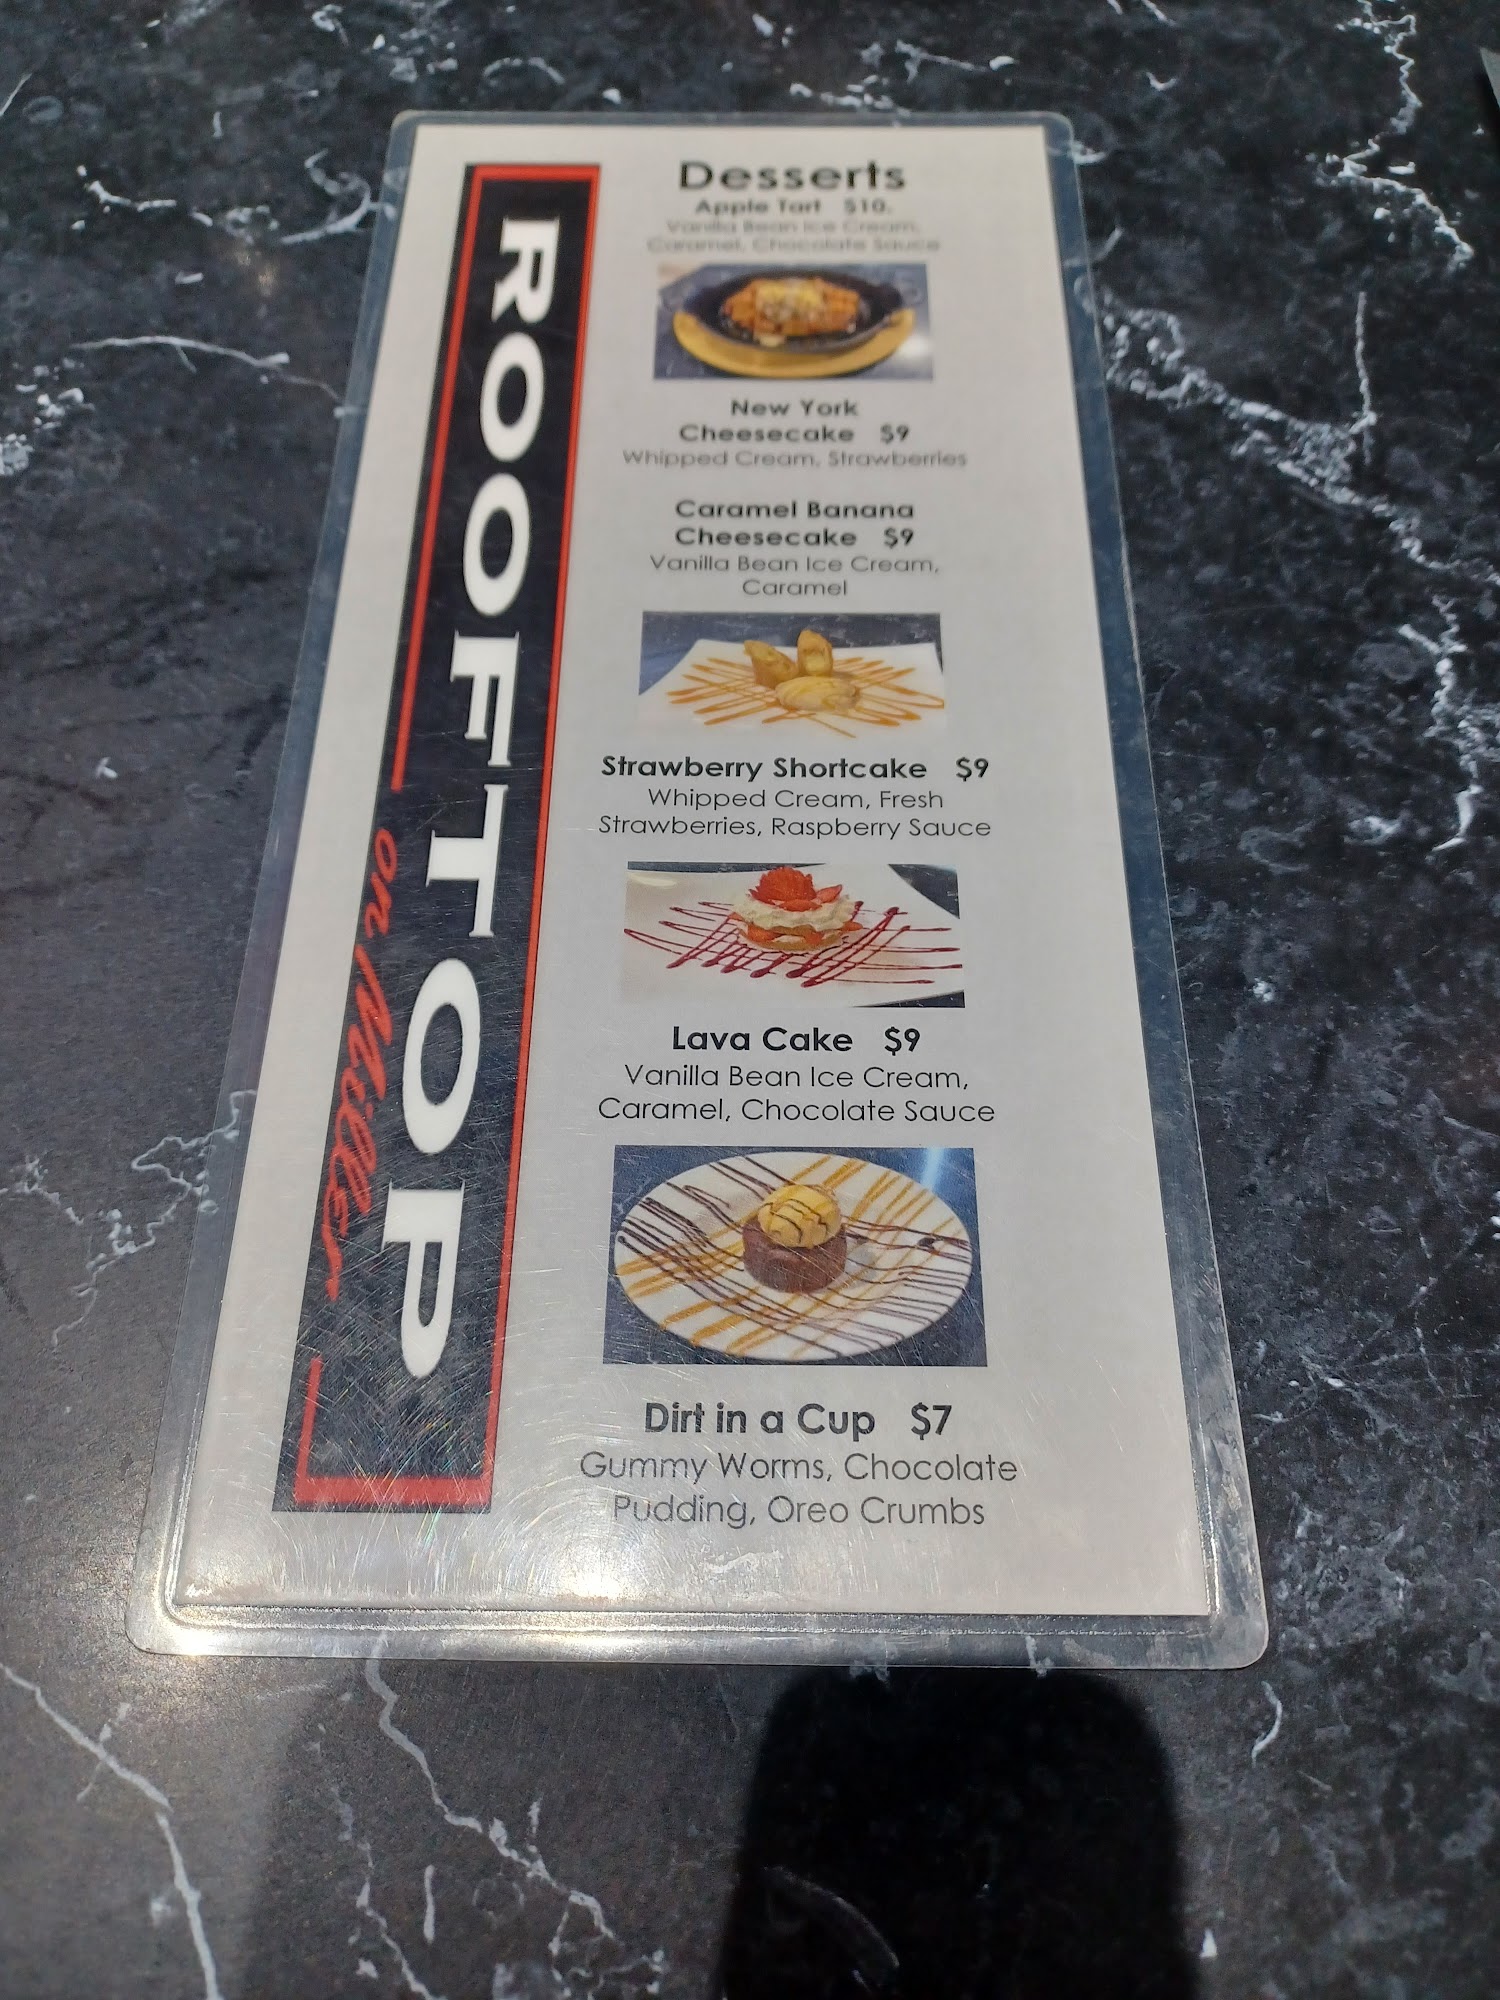 ROOFTOP
on Miller
Desserts
Apple Tart $10.
Vanilla Bean Ice Cream,
Caramel, Chocolate Sauce
New York
Cheesecake $9
Whipped Cream, Strawberries
Caramel Banana
Cheesecake $9
Vanilla Bean Ice Cream,
Caramel
Strawberry Shortcake $9
Whipped Cream, Fresh
Strawberries, Raspberry Sauce
Lava Cake $9
Vanilla Bean Ice Cream,
Caramel, Chocolate Sauce
Dirt in a Cup $7
Gummy Worms, Chocolate
Pudding, Oreo Crumbs